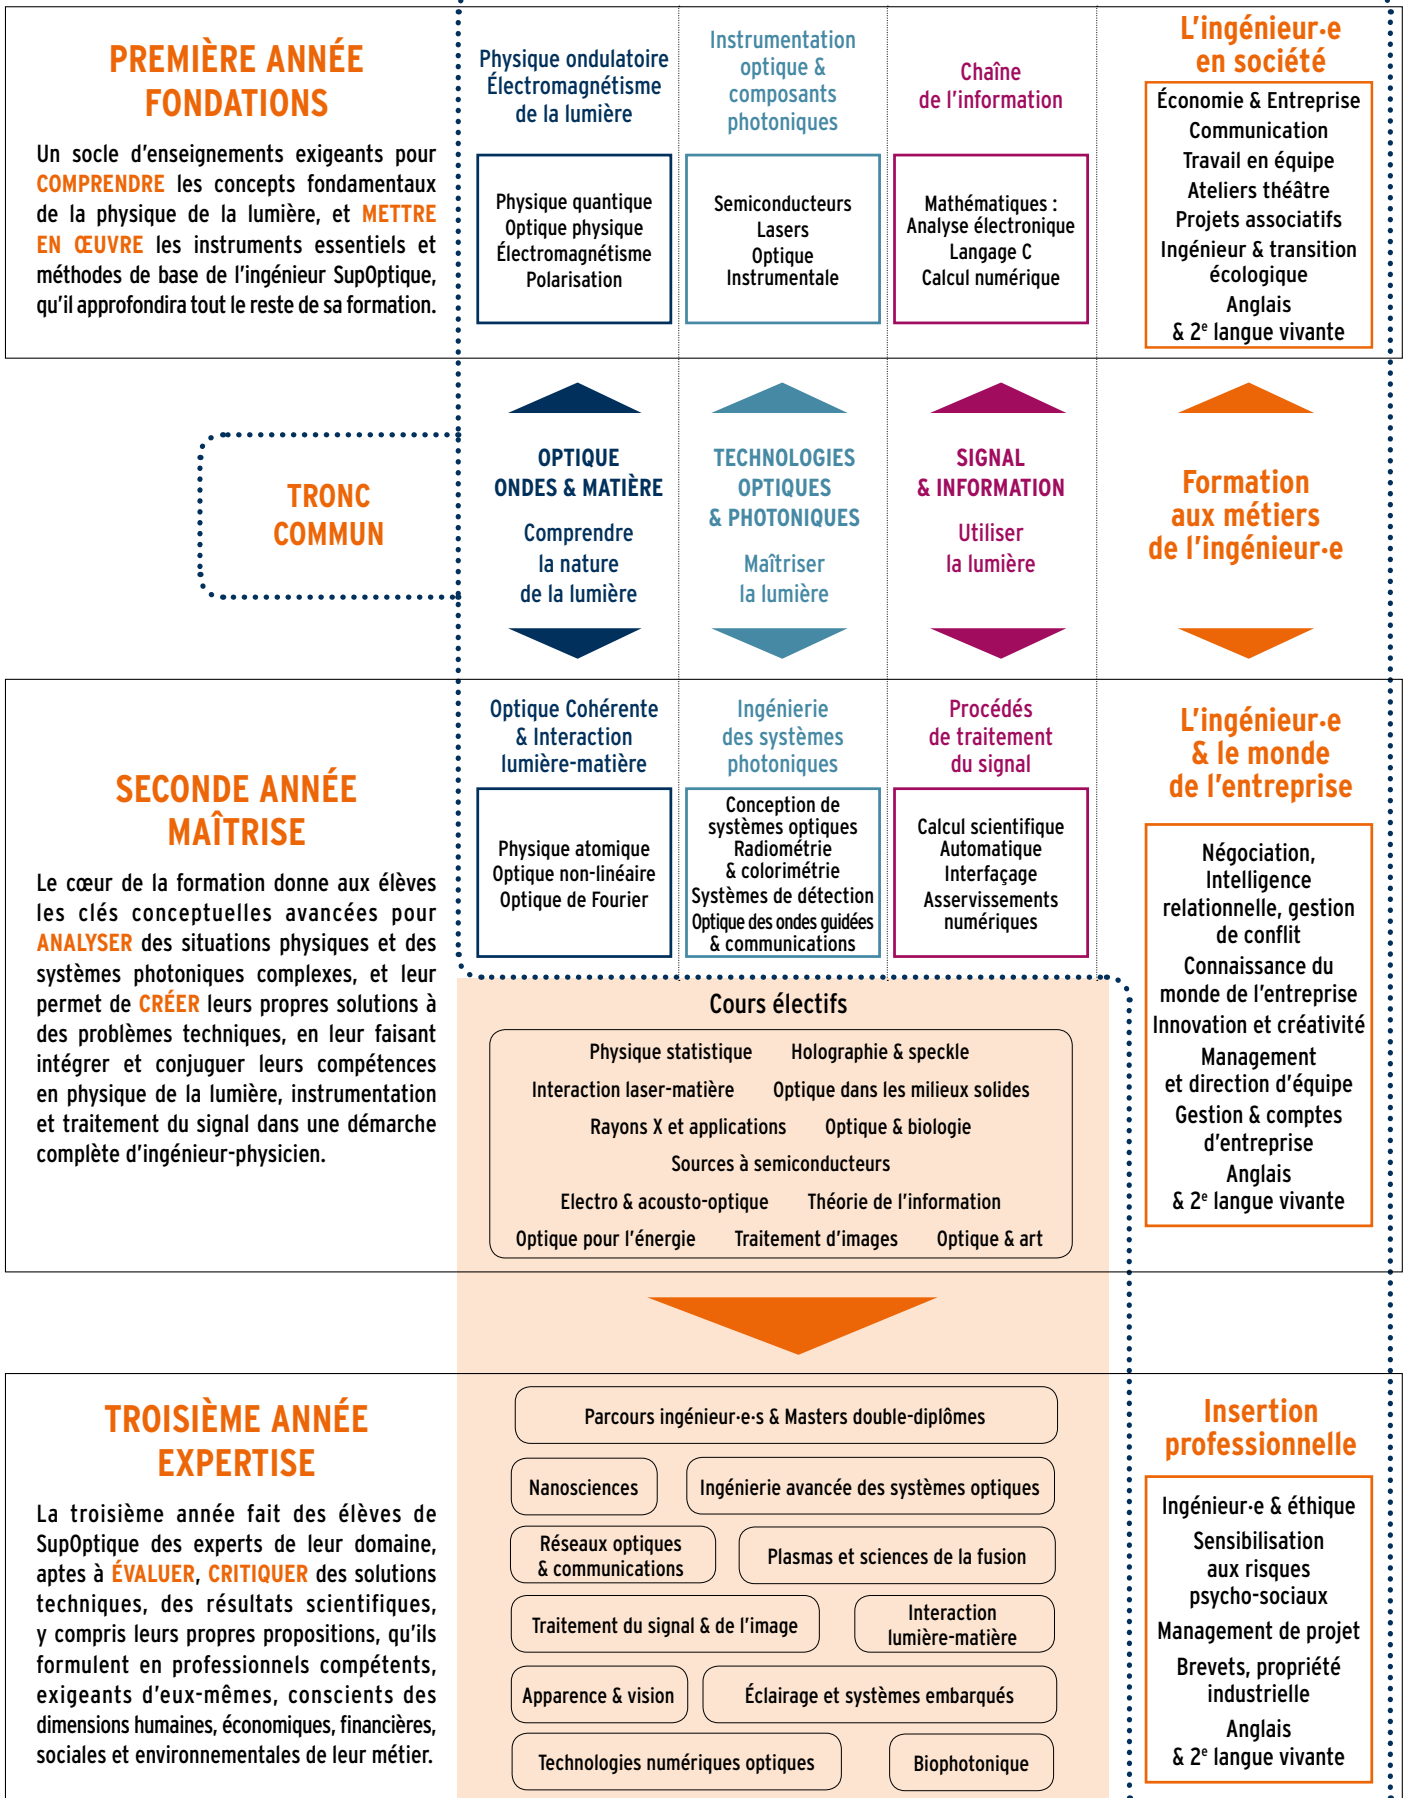 PREMIÈRE ANNÉE
FONDATIONS
Un socle d'enseignements exigeants pour
COMPRENDRE les concepts fondamentaux
de la physique de la lumière, et METTRE
EN ŒUVRE les instruments essentiels et
méthodes de base de l'ingénieur SupOptique,
qu'il approfondira tout le reste de sa formation.
Physique ondulatoire
Électromagnétisme
de la lumière
Physique quantique
Optique physique
Électromagnétisme
Polarisation
Instrumentation
optique &
composants
photoniques
Semiconducteurs
Lasers
Optique
Instrumentale
Chaîne
de l'information
Mathématiques :
Analyse électronique
Langage C
Calcul numérique
L'ingénieur·e
en société
Économie & Entreprise
Communication
Travail en équipe
Ateliers théâtre
Projets associatifs
Ingénieur & transition
écologique
Anglais
& 2e langue vivante
TRONC
COMMUN
OPTIQUE
ONDES & MATIÈRE
Comprendre
la nature
de la lumière
TECHNOLOGIES
OPTIQUES
& PHOTONIQUES
Maîtriser
la lumière
SIGNAL
& INFORMATION
Utiliser
la lumière
Formation
aux métiers
de l'ingénieur·e
SECONDE ANNÉE
MAÎTRISE
Le cœur de la formation donne aux élèves
les clés conceptuelles avancées pour
ANALYSER des situations physiques et des
systèmes photoniques complexes, et leur
permet de CRÉER leurs propres solutions à
des problèmes techniques, en leur faisant
intégrer et conjuguer leurs compétences
en physique de la lumière, instrumentation
et traitement du signal dans une démarche
complète d'ingénieur-physicien.
Optique Cohérente
& Interaction
lumière-matière
Physique atomique
Optique non-linéaire
Optique de Fourier
Ingénierie
des systèmes
photoniques
Conception de
systèmes optiques
Radiométrie
& colorimétrie
Systèmes de détection
Optique des ondes guidées
& communications
Procédés
de traitement
du signal
Calcul scientifique
Automatique
Interfaçage
Asservissements
numériques
L'ingénieur·e
& le monde
de l'entreprise
Négociation,
Intelligence
relationnelle, gestion
de conflit
Connaissance du
monde de l'entreprise
Innovation et créativité
Management
et direction d'équipe
Gestion & comptes
d'entreprise
Anglais
& 2e langue vivante
Cours électifs
Physique statistique Holographie & speckle
Interaction laser-matière Optique dans les milieux solides
Rayons X et applications Optique & biologie
Sources à semiconducteurs
Electro & acousto-optique Théorie de l'information
Optique pour l'énergie Traitement d'images Optique & art
TROISIÈME ANNÉE
EXPERTISE
La troisième année fait des élèves de
SupOptique des experts de leur domaine,
aptes à ÉVALUER, CRITIQUER des solutions
techniques, des résultats scientifiques,
y compris leurs propres propositions, qu'ils
formulent en professionnels compétents,
exigeants d'eux-mêmes, conscients des
dimensions humaines, économiques, financières,
sociales et environnementales de leur métier.
Parcours ingénieur·e·s & Masters double-diplômes
Nanosciences
Ingénierie avancée des systèmes optiques
Réseaux optiques
& communications
Plasmas et sciences de la fusion
Traitement du signal & de l'image
Interaction
lumière-matière
Apparence & vision
Éclairage et systèmes embarqués
Technologies numériques optiques
Biophotonique
Insertion
professionnelle
Ingénieur·e & éthique
Sensibilisation
aux risques
psycho-sociaux
Management de projet
Brevets, propriété
industrielle
Anglais
& 2e langue vivante